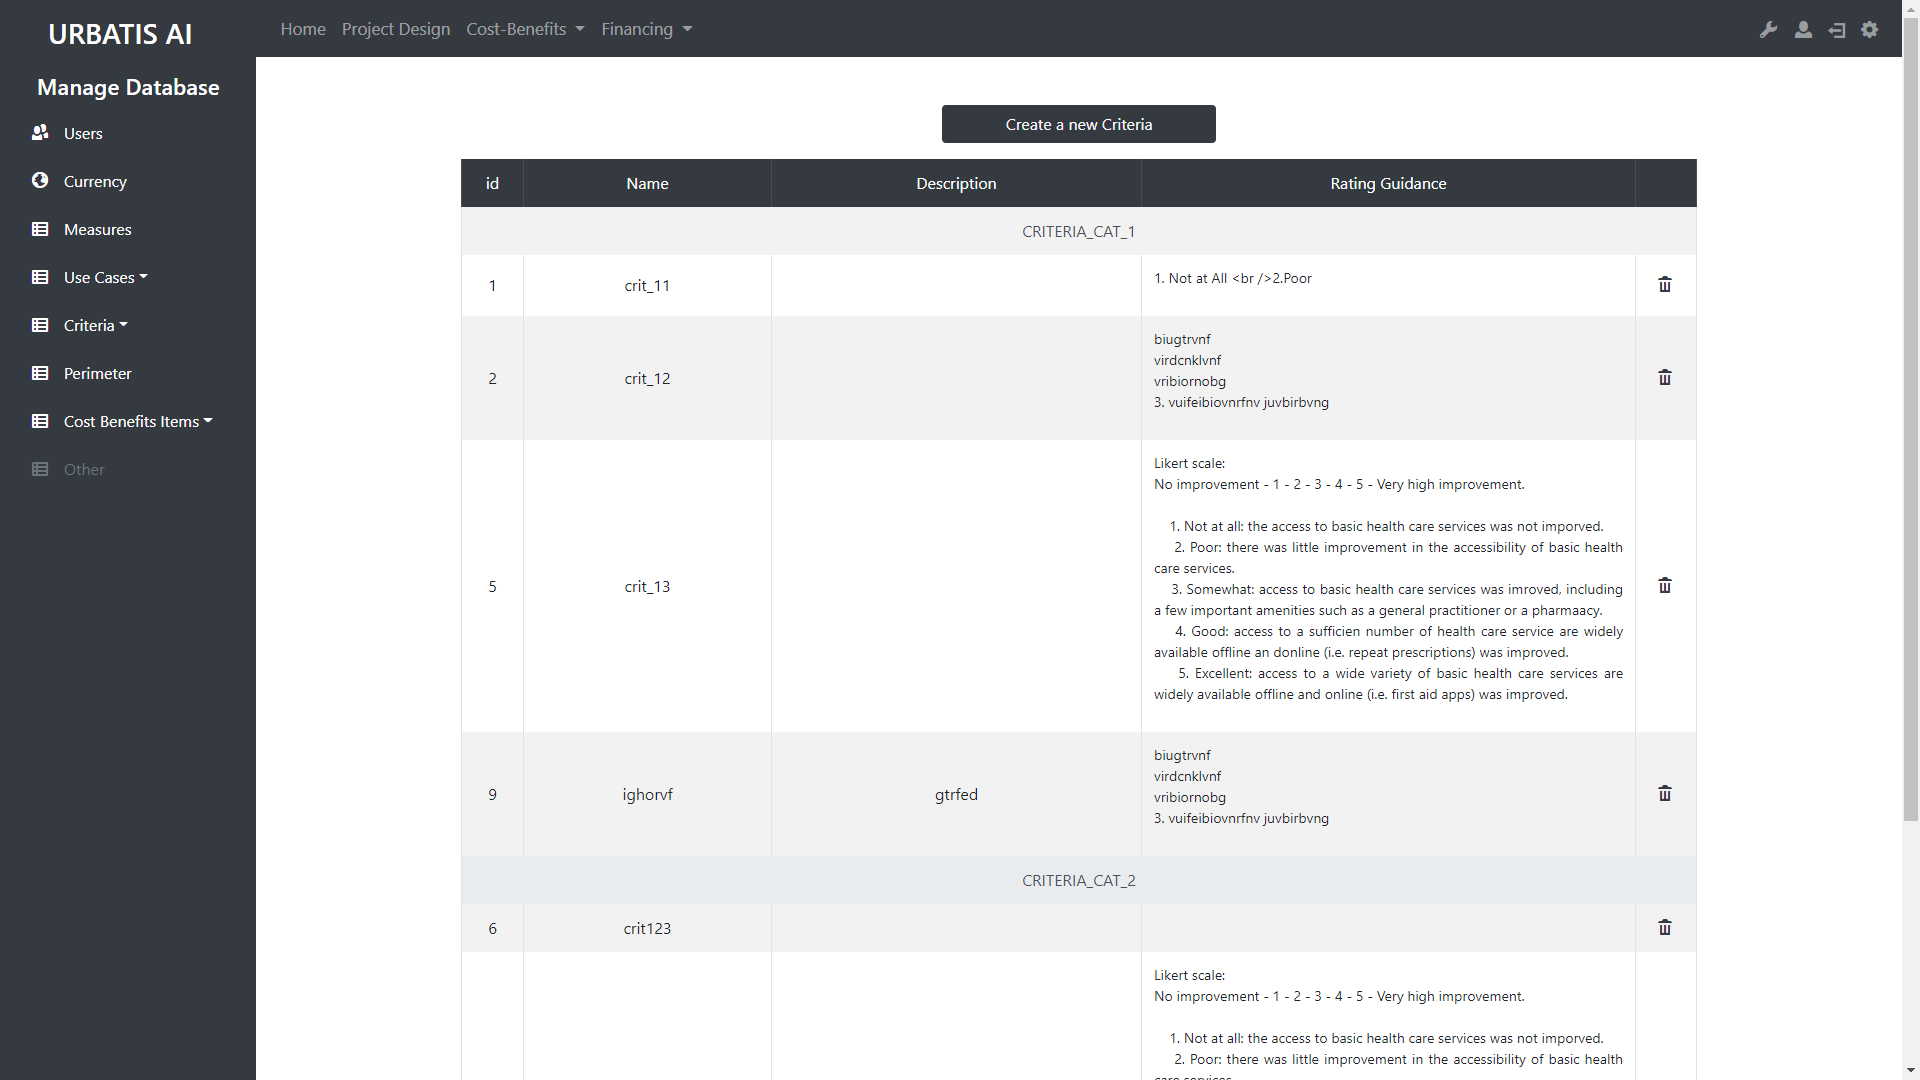 URBATIS AI
Home Project Design Cost-Benefits Financing
Manage Database
Users
Currency
Measures
Use Cases
Criteria
Perimeter
Cost Benefits Items
Other
Create a new Criteria
id Name Description Rating Guidance
CRITERIA_CAT_1
1 crit_11 1. Not at All <br />2.Poor
2 crit_12
biugtrvnf
virdcnklvnf
vribiornobg
3. vuifeibiovnrfnv juvbirbvng
5 crit_13
Likert scale:
No improvement - 1 - 2 - 3 - 4 - 5 - Very high improvement.
1. Not at all: the access to basic health care services was not imporved.
2. Poor: there was little improvement in the accessibility of basic health
care services.
3. Somewhat: access to basic health care services was imroved, including
a few important amenities such as a general practitioner or a pharmaacy.
4. Good: access to a sufficien number of health care service are widely
available offline an donline (i.e. repeat prescriptions) was improved.
5. Excellent: access to a wide variety of basic health care services are
widely available offline and online (i.e. first aid apps) was improved.
9 ighorvf gtrfed
biugtrvnf
virdcnklvnf
vribiornobg
3. vuifeibiovnrfnv juvbirbvng
CRITERIA_CAT_2
6 crit123
Likert scale:
No improvement - 1 - 2 - 3 - 4 - 5 - Very high improvement.
1. Not at all: the access to basic health care services was not imporved.
2. Poor: there was little improvement in the accessibility of basic health
care services.